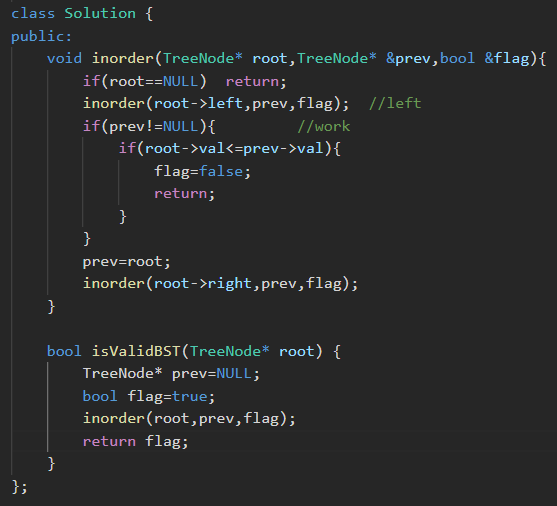 class Solution {
public:
    void inorder(TreeNode* root,TreeNode* &prev,bool &flag){
        if(root==NULL)  return;
        inorder(root->left,prev,flag);  //left
        if(prev!=NULL){         //work
            if(root->val<=prev->val){
                flag=false;
                return;
            }
        }
        prev=root;
        inorder(root->right,prev,flag);
    }

    bool isValidBST(TreeNode* root) {
        TreeNode* prev=NULL;
        bool flag=true;
        inorder(root,prev,flag);
        return flag;
    }
};